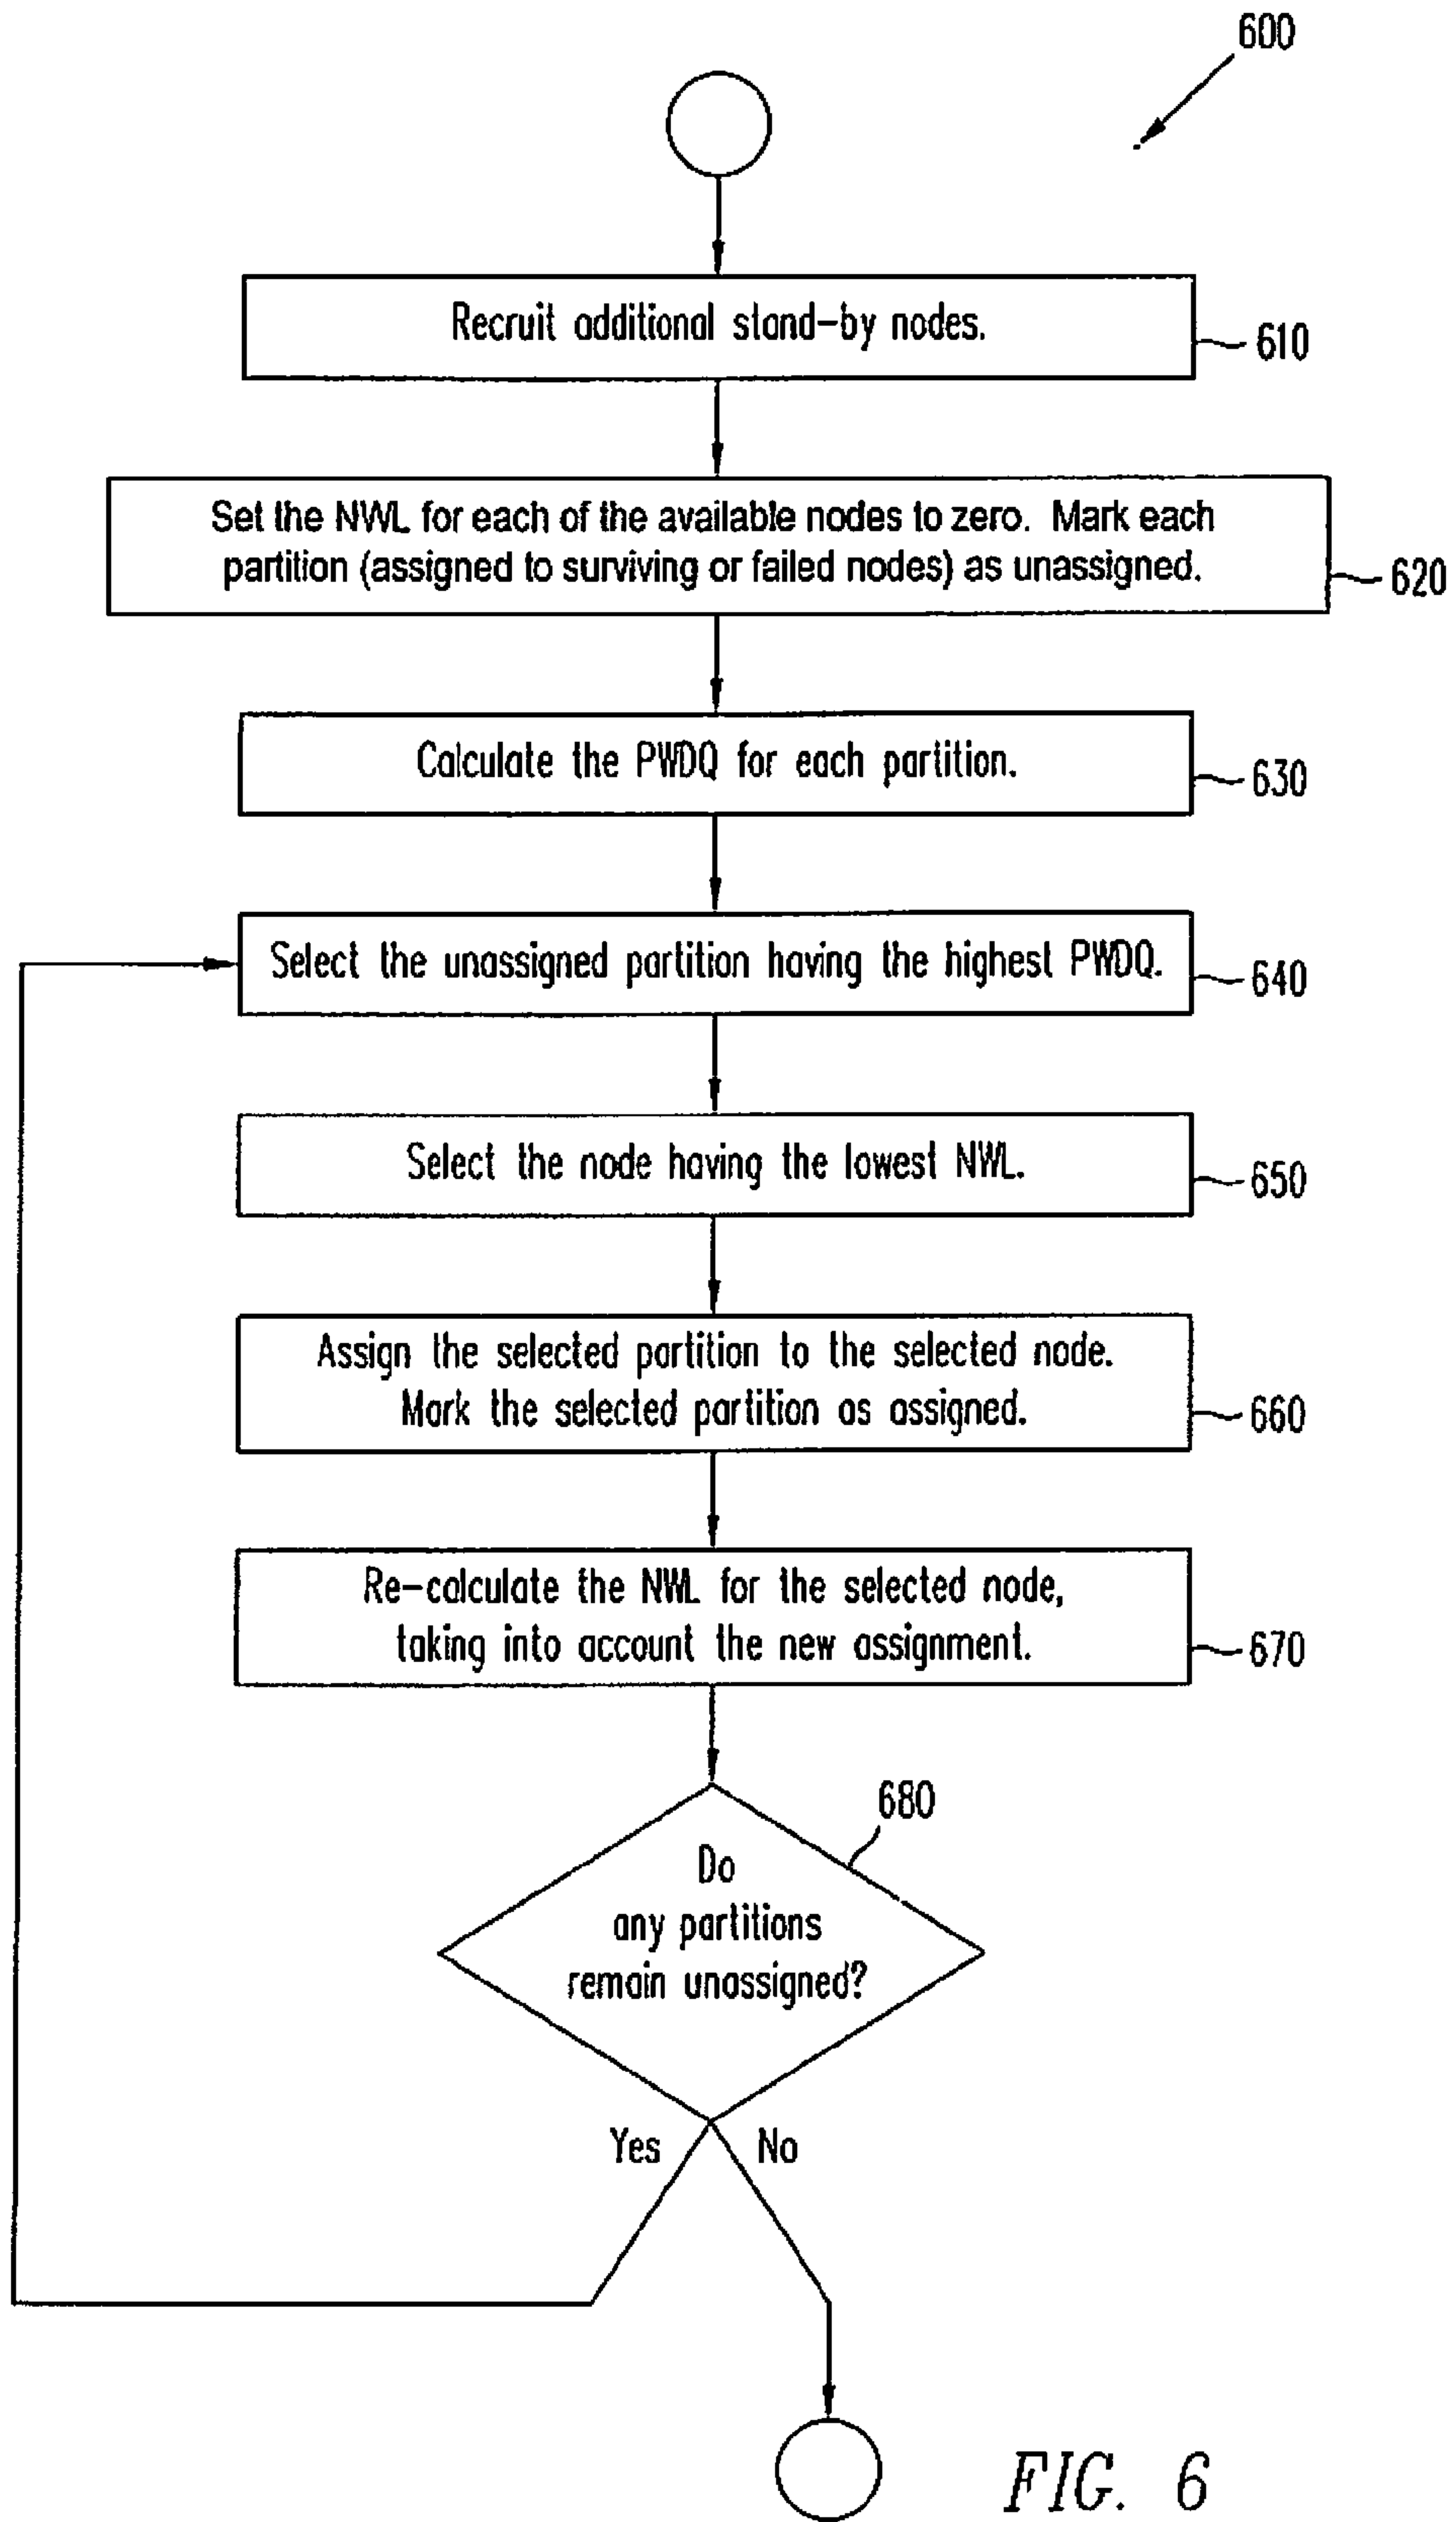 600
Recruit additional stand-by nodes.
610
Set the NWL for each of the available nodes to zero. Mark each
partition (assigned to surviving or failed nodes) as unassigned.
620
Calculate the PWDQ for each partition.
630
Select the unassigned partition having the highest PWDQ.
640
Select the node having the lowest NWL.
650
Assign the selected partition to the selected node.
Mark the selected partition as assigned.
660
Re-calculate the NWL for the selected node,
taking into account the new assignment.
670
680
Do
any partitions
remain unassigned?
Yes
No
FIG. 6